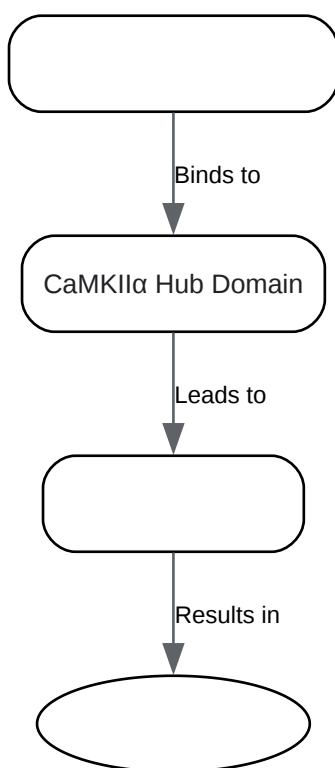 Binds to
CaMKIIα Hub Domain
Leads to
Results in